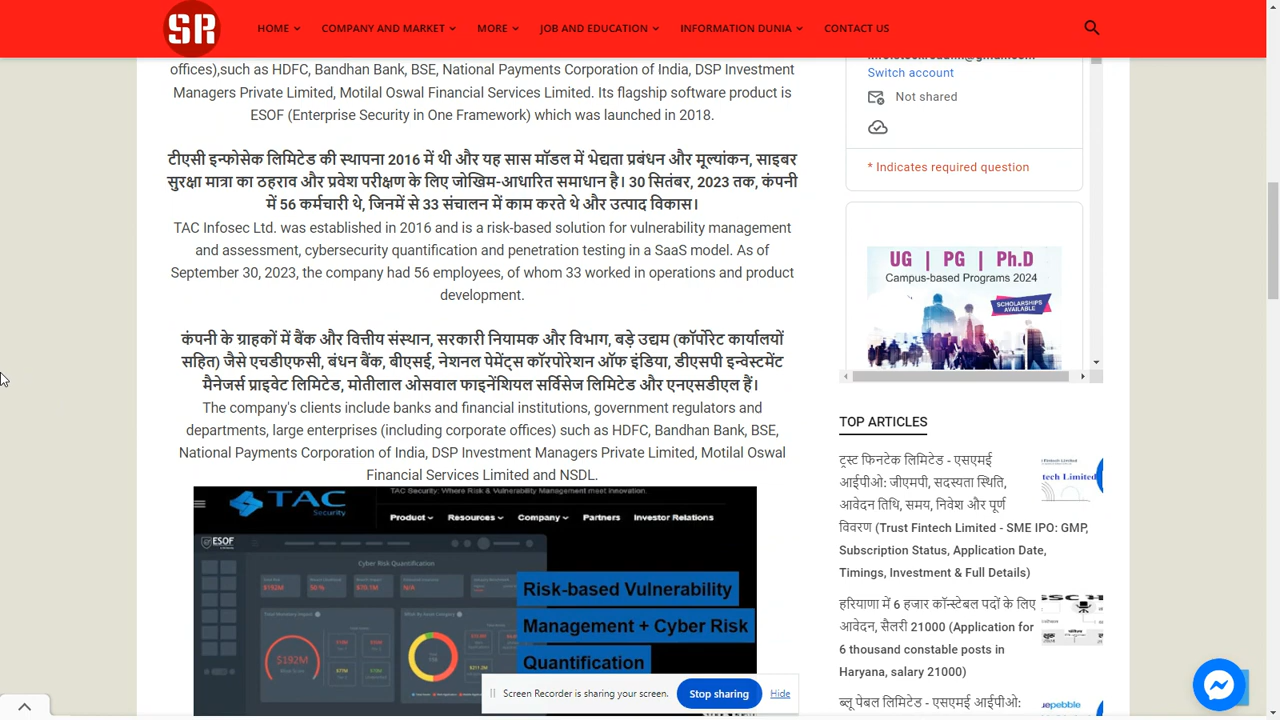 SR
HOME
COMPANY AND MARKET
MORE
JOB AND EDUCATION
INFORMATION DUNIA
CONTACT US
offices),such as HDFC, Bandhan Bank, BSE, National Payments Corporation of India, DSP Investment
Managers Private Limited, Motilal Oswal Financial Services Limited. Its flagship software product is
ESOF (Enterprise Security in One Framework) which was launched in 2018.
टीएसी इन्फोसेक लिमिटेड की स्थापना 2016 में थी और यह सास मॉडल में भेद्यता प्रबंधन और मूल्यांकन, साइबर
सुरक्षा मात्रा का ठहराव और प्रवेश परीक्षण के लिए जोखिम-आधारित समाधान है। 30 सितंबर, 2023 तक, कंपनी
में 56 कर्मचारी थे, जिनमें से 33 संचालन में काम करते थे और उत्पाद विकास।
TAC Infosec Ltd. was established in 2016 and is a risk-based solution for vulnerability management
and assessment, cybersecurity quantification and penetration testing in a SaaS model. As of
September 30, 2023, the company had 56 employees, of whom 33 worked in operations and product
development.
कंपनी के ग्राहकों में बैंक और वित्तीय संस्थान, सरकारी नियामक और विभाग, बड़े उद्यम (कॉर्पोरेट कार्यालयों
सहित) जैसे एचडीएफसी, बंधन बैंक, बीएसई, नेशनल पेमेंट्स कॉरपोरेशन ऑफ इंडिया, डीएसपी इन्वेस्टमेंट
मैनेजर्स प्राइवेट लिमिटेड, मोतीलाल ओसवाल फाइनेंशियल सर्विसेज लिमिटेड और एनएसडीएल हैं।
The company's clients include banks and financial institutions, government regulators and
departments, large enterprises (including corporate offices) such as HDFC, Bandhan Bank, BSE,
National Payments Corporation of India, DSP Investment Managers Private Limited, Motilal Oswal
Financial Services Limited and NSDL.
TAC Security: Where Risk & Vulnerability Management meet innovation.
TAC
Security
Product
Resources
Company
Partners
Investor Relations
ESOF
Cyber Risk Quantification
$192M
Risk-based Vulnerability
Management + Cyber Risk
Quantification
Switch account
Not shared
* Indicates required question
UG | PG | Ph.D
Campus-based Programs 2024
SCHOLARSHIPS
AVAILABLE
TOP ARTICLES
ट्रस्ट फिनटेक लिमिटेड - एसएमई
आईपीओ: जीएमपी, सदस्यता स्थिति,
आवेदन तिथि, समय, निवेश और पूर्ण
विवरण (Trust Fintech Limited - SME IPO: GMP,
Subscription Status, Application Date,
Timings, Investment & Full Details)
tech Limited
हरियाणा में 6 हजार कॉन्स्टेबल पदों के लिए
आवेदन, सैलरी 21000 (Application for
6 thousand constable posts in
Haryana, salary 21000)
ब्लू पेबल लिमिटेड - एसएमई आईपीओ:
uepebble
Screen Recorder is sharing your screen.
Stop sharing
Hide